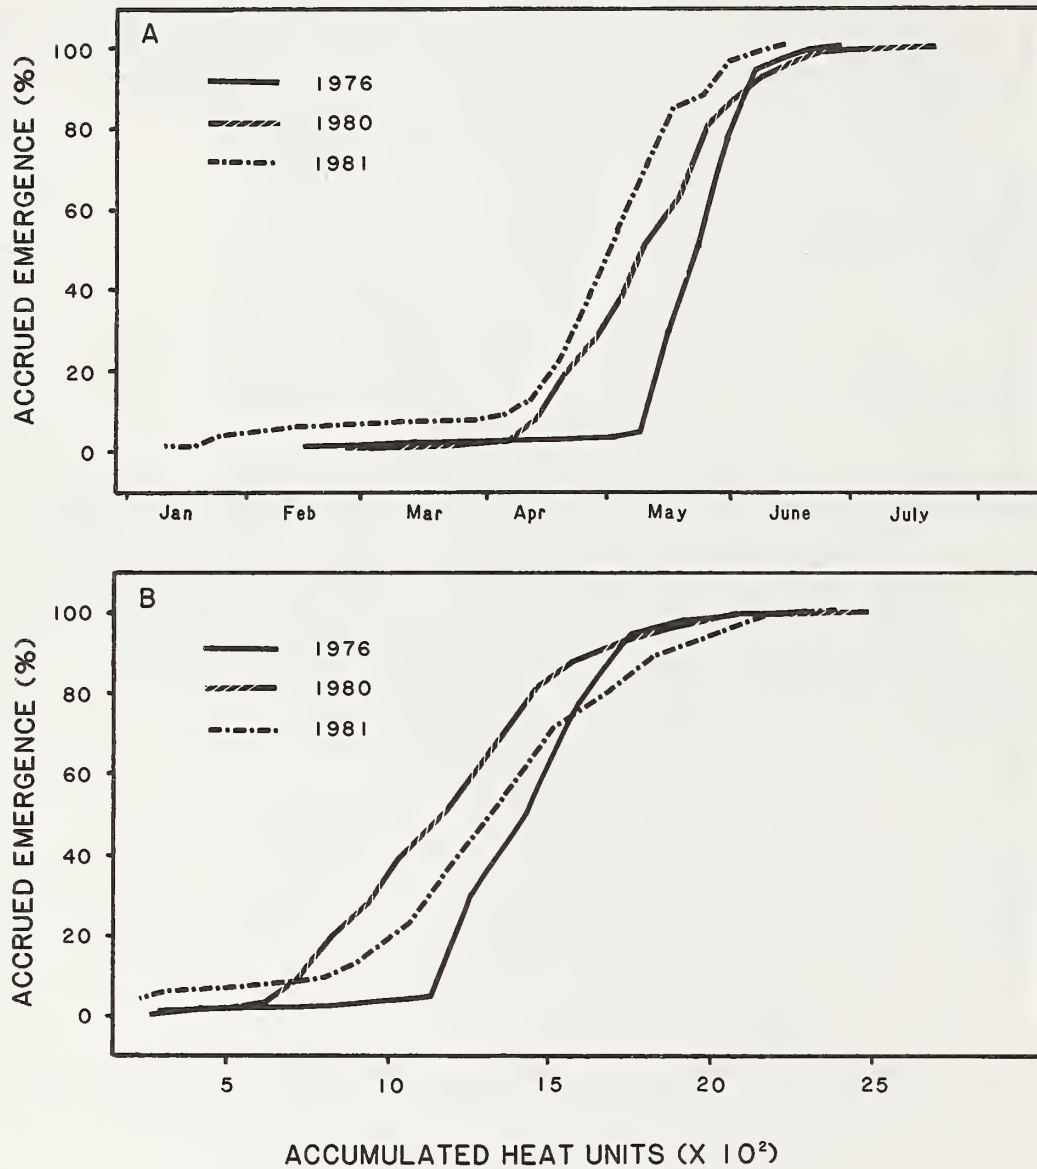 A
ACCRUED EMERGENCE (%)
100
80
60
40
20
0
1976
1980
1981
Jan Feb Mar Apr May June July
B
ACCRUED EMERGENCE (%)
100
80
60
40
20
0
1976
1980
1981
5 10 15 20 25
ACCUMULATED HEAT UNITS (X 10²)